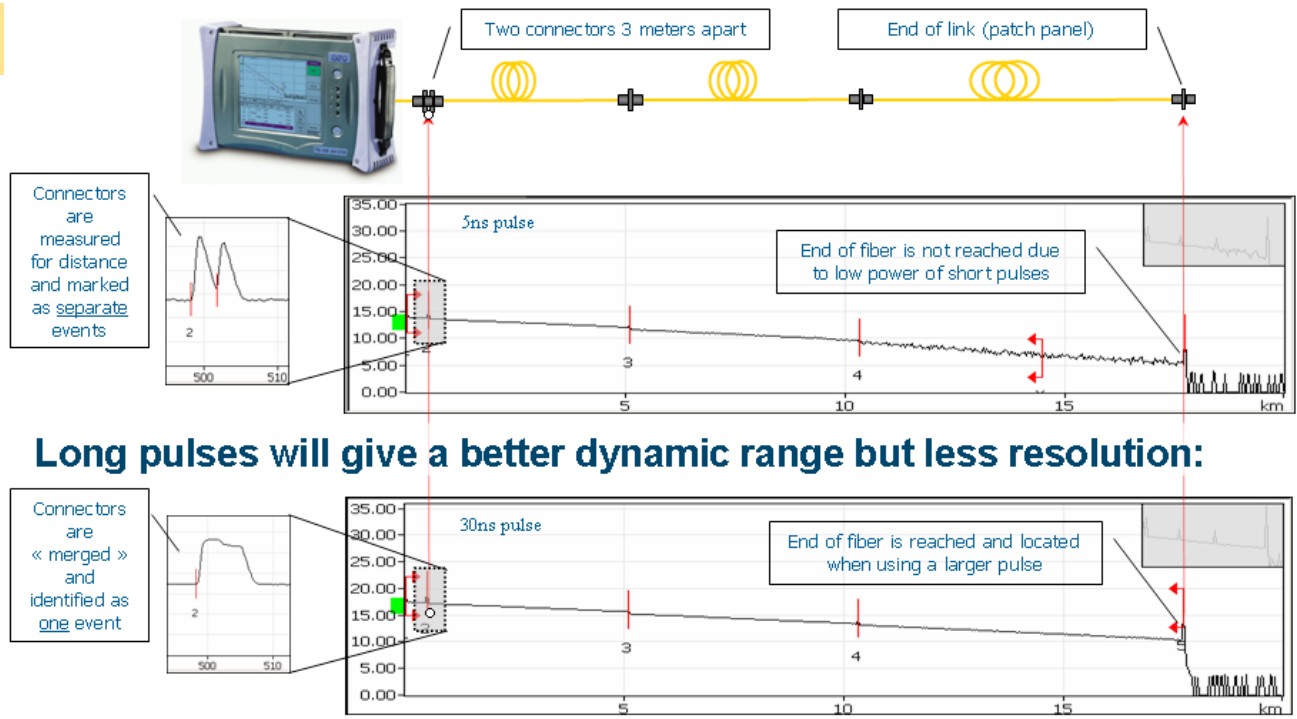 Two connectors 3 meters apart
End of link (patch panel)
EXFO
Connectors
are
measured
for distance
and marked
as separate
events
2
500 510
35.00
30.00
25.00
20.00
15.00
10.00
5.00
0.00
5ns pulse
End of fiber is not reached due
to low power of short pulses
2
3
4
5 10 15 km
Long pulses will give a better dynamic range but less resolution:
Connectors
are
« merged »
and
identified as
one event
2
500 510
35.00
30.00
25.00
20.00
15.00
10.00
5.00
0.00
30ns pulse
End of fiber is reached and located
when using a larger pulse
2
3
4
5
5 10 15 km